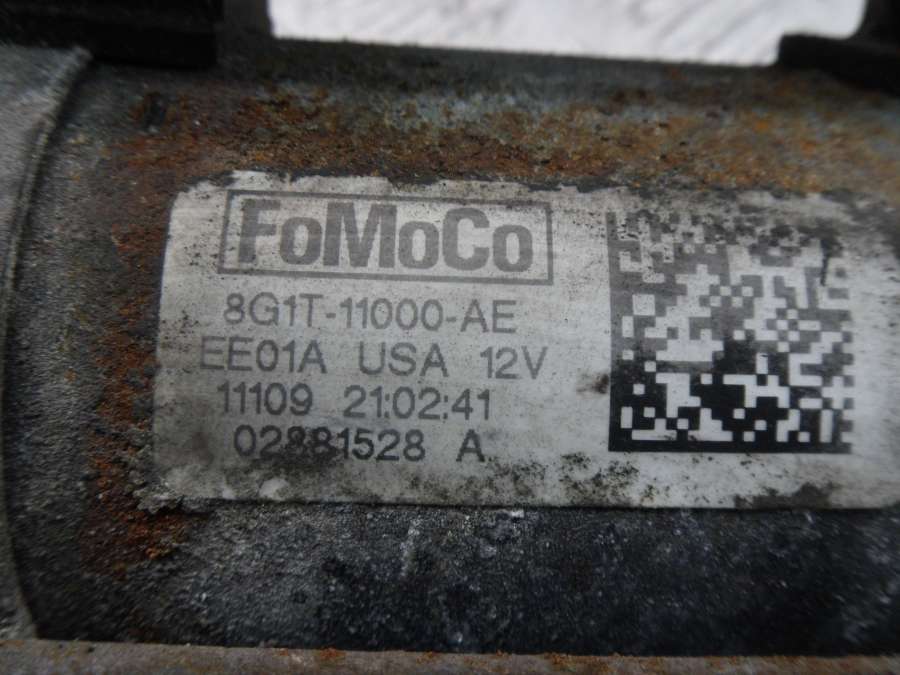 FoMoCo
8G1T-11000-AE
EE01A USA 12V
11109 21:02:41
02881528 A